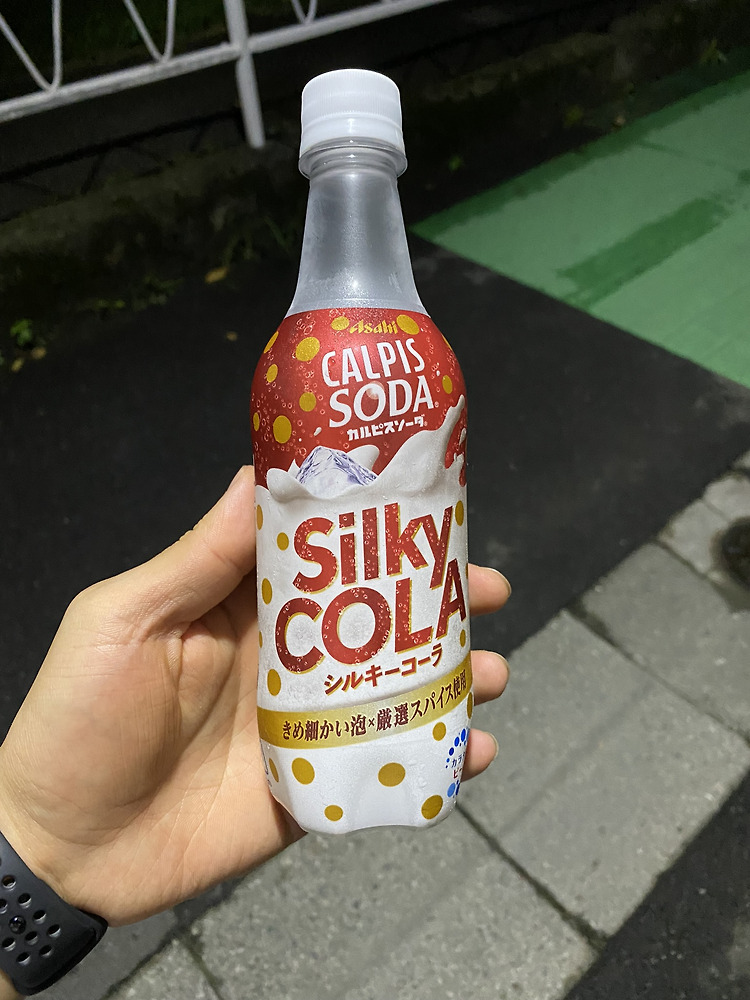 Asahi
CALPIS
SODA
カルピスソーダ
Silky
COLA
シルキーコーラ
きめ細かい泡×厳選スパイス使用